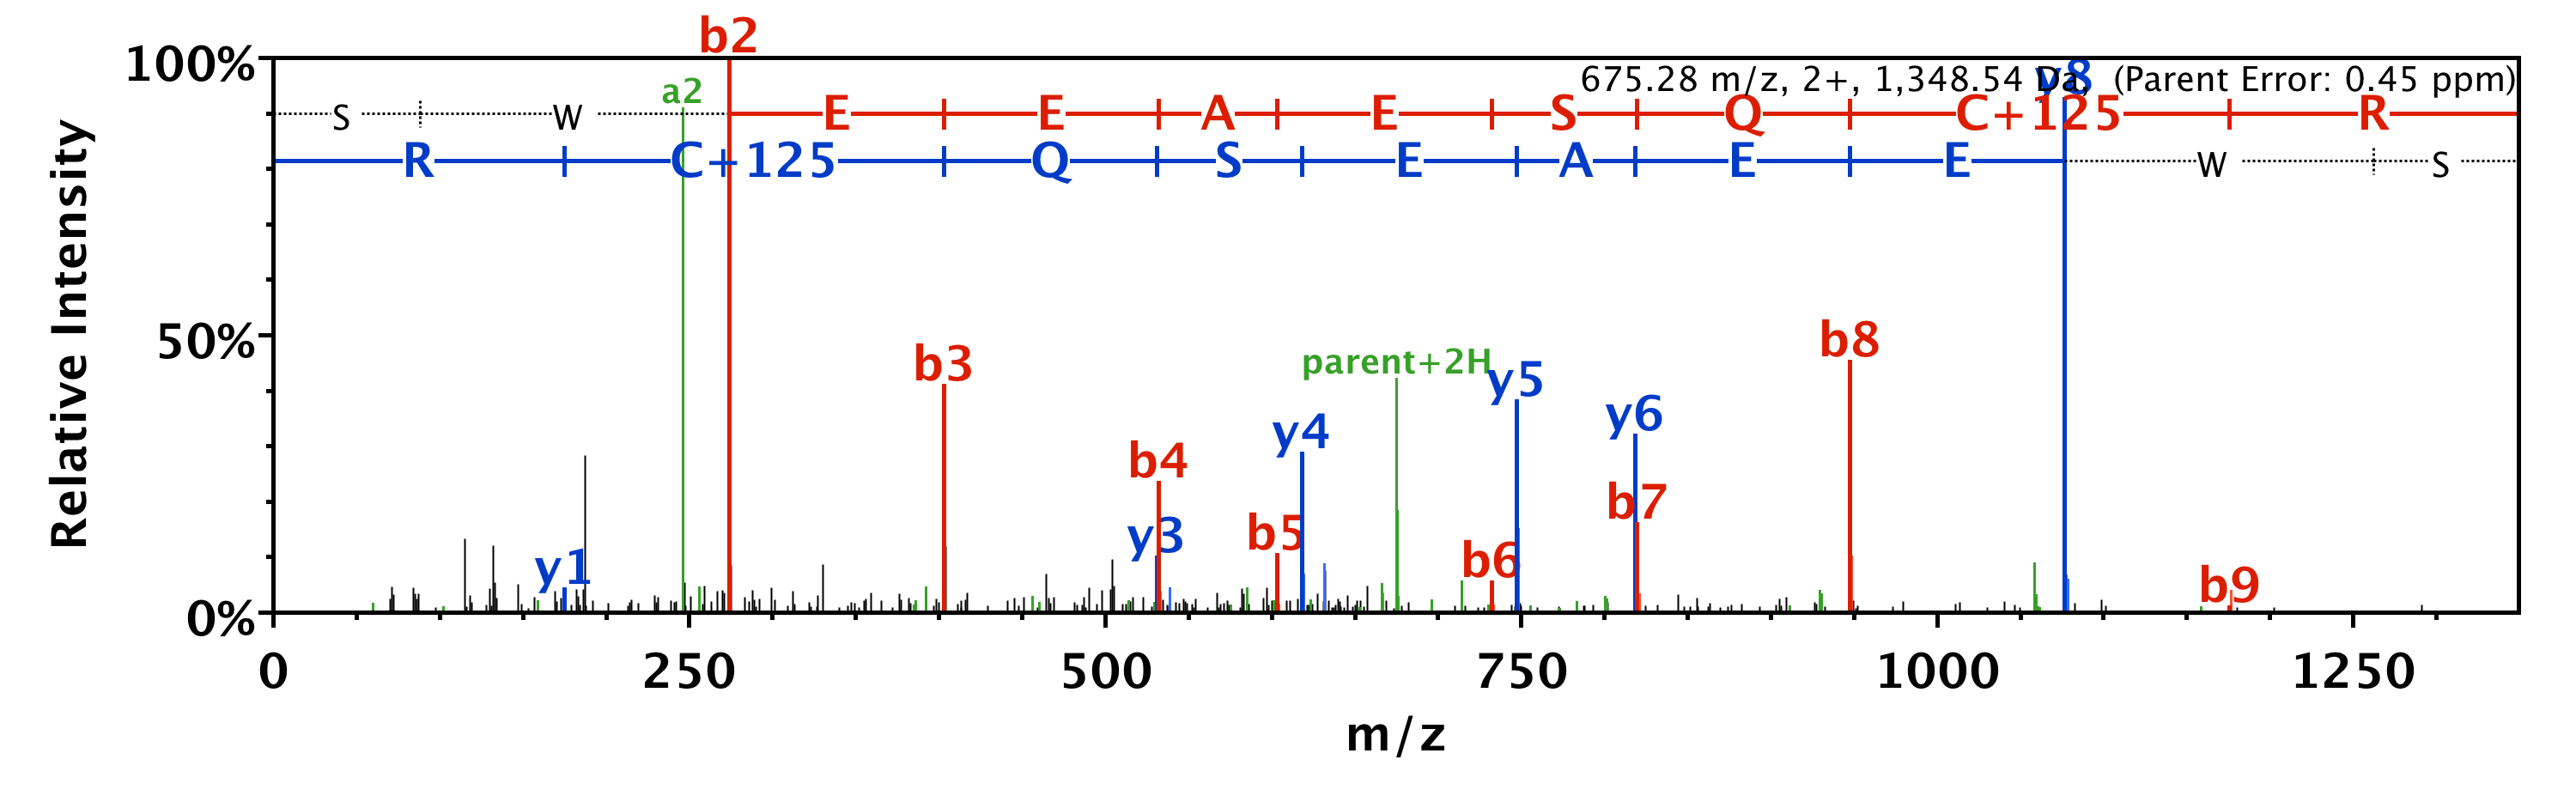 b2
100%
675.28 m/z, 2+, 1,348.54 Da, (Parent Error: 0.45 ppm)
y8
a2
S W E E A E S Q C+125 R
R C+125 Q S E A E E W S
Relative Intensity
50%
b8
b3
parent+2H
y5
y6
y4
b4
b7
y3
b5
b6
y1
b9
0%
0 250 500 750 1000 1250
m/z